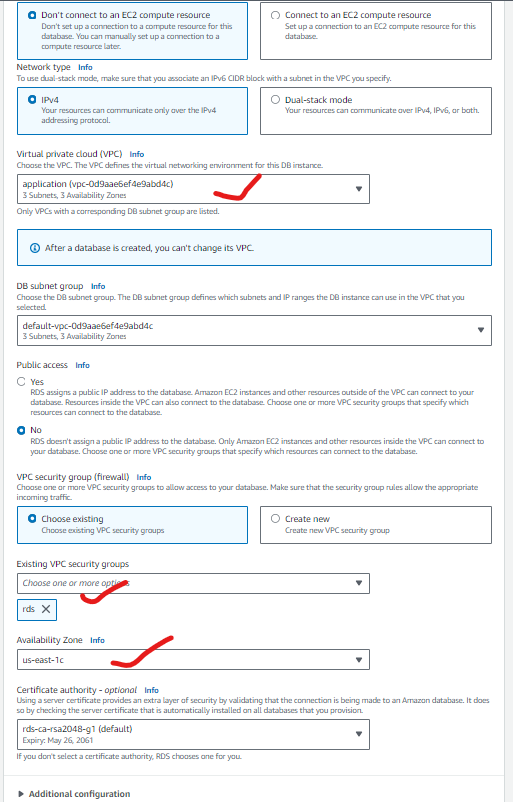 Don't connect to an EC2 compute resource
Don't set up a connection to a compute resource for this
database. You can manually set up a connection to a
compute resource later.
Connect to an EC2 compute resource
Set up a connection to an EC2 compute resource for this
database.
Network type Info
To use dual-stack mode, make sure that you associate an IPv6 CIDR block with a subnet in the VPC you specify.
IPv4
Your resources can communicate only over the IPv4
addressing protocol.
Dual-stack mode
Your resources can communicate over IPv4, IPv6, or both.
Virtual private cloud (VPC) Info
Choose the VPC. The VPC defines the virtual networking environment for this DB instance.
application (vpc-0d9aae6ef4e9abd4c)
3 Subnets, 3 Availability Zones
Only VPCs with a corresponding DB subnet group are listed.
After a database is created, you can't change its VPC.
DB subnet group Info
Choose the DB subnet group. The DB subnet group defines which subnets and IP ranges the DB instance can use in the VPC that you
selected.
default-vpc-0d9aae6ef4e9abd4c
3 Subnets, 3 Availability Zones
Public access Info
Yes
RDS assigns a public IP address to the database. Amazon EC2 instances and other resources outside of the VPC can connect to your
database. Resources inside the VPC can also connect to the database. Choose one or more VPC security groups that specify which
resources can connect to the database.
No
RDS doesn't assign a public IP address to the database. Only Amazon EC2 instances and other resources inside the VPC can connect to
your database. Choose one or more VPC security groups that specify which resources can connect to the database.
VPC security group (firewall) Info
Choose one or more VPC security groups to allow access to your database. Make sure that the security group rules allow the appropriate
incoming traffic.
Choose existing
Choose existing VPC security groups
Create new
Create new VPC security group
Existing VPC security groups
Choose one or more options
rds
Availability Zone Info
us-east-1c
Certificate authority - optional Info
Using a server certificate provides an extra layer of security by validating that the connection is being made to an Amazon database. It does
so by checking the server certificate that is automatically installed on all databases that you provision.
rds-ca-rsa2048-g1 (default)
Expiry: May 26, 2061
If you don't select a certificate authority, RDS chooses one for you.
Additional configuration